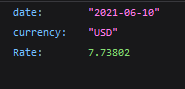 date: "2021-06-10"
currency: "USD"
Rate: 7.73802